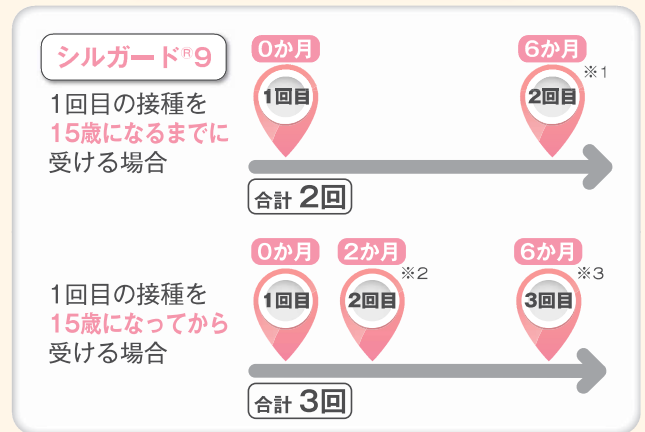 シルガード®9
1回目の接種を
15歳になるまでに
受ける場合
0か月
6か月
1回目
2回目
※1
合計 2回
1回目の接種を
15歳になってから
受ける場合
0か月
2か月
6か月
1回目
2回目
※2
3回目
※3
合計 3回